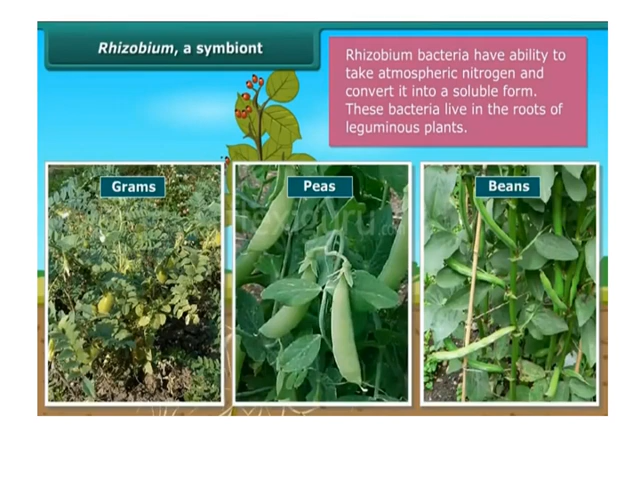 Rhizobium, a symbiont
Rhizobium bacteria have ability to
take atmospheric nitrogen and
convert it into a soluble form.
These bacteria live in the roots of
leguminous plants.
Grams
Peas
Beans